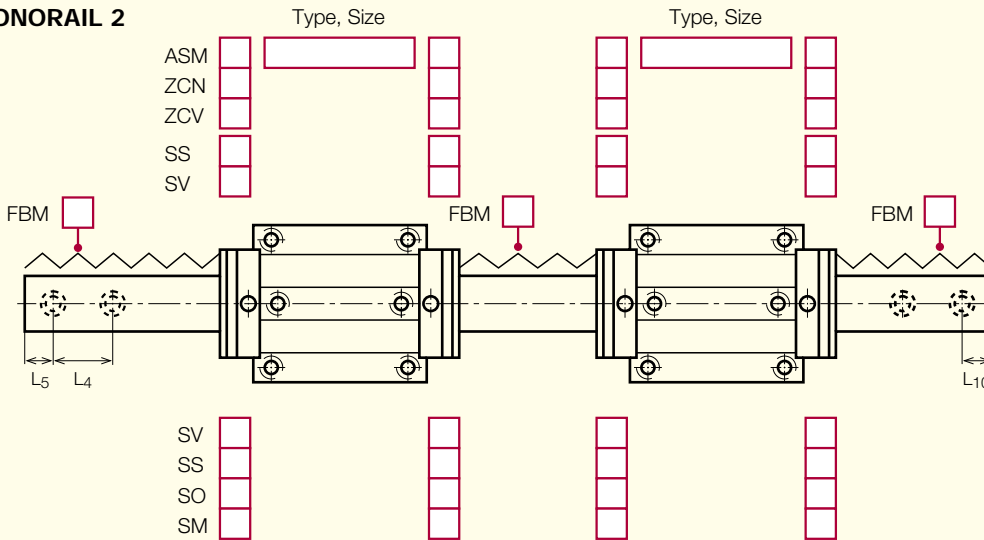 ONORAIL 2
Type, Size Type, Size
ASM
ZCN
ZCV
SS
SV
FBM FBM FBM
L5 L4 L10
SV
SS
SO
SM